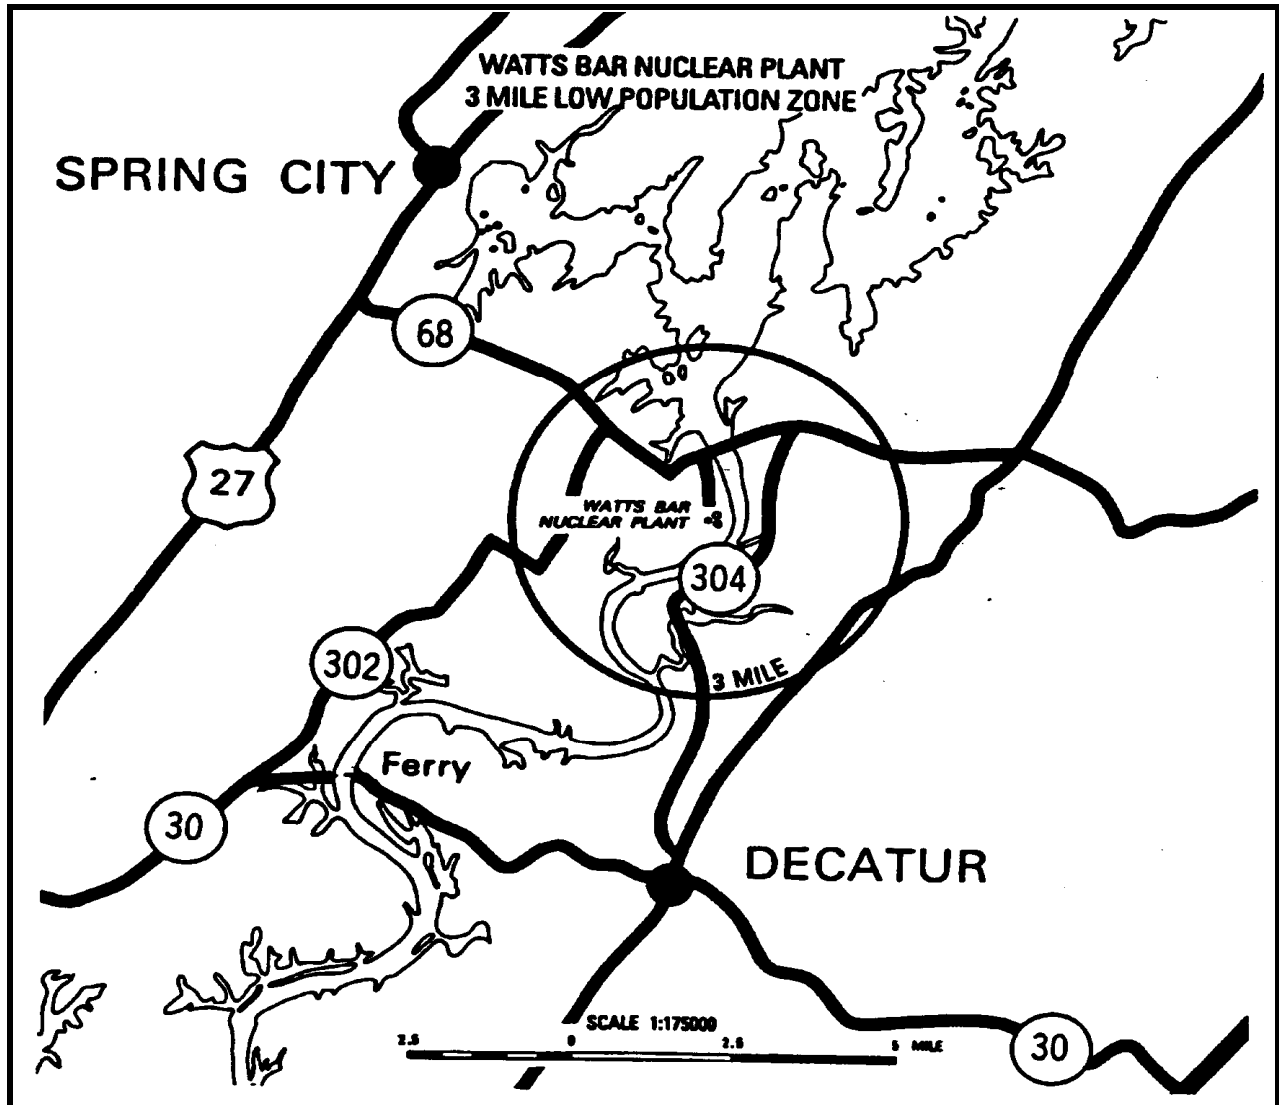 WATTS BAR NUCLEAR PLANT
3 MILE LOW POPULATION ZONE
SPRING CITY
68
27
WATTS BAR
NUCLEAR PLANT
304
302
3 MILE
Ferry
30
DECATUR
SCALE 1:175000
2.5 0 2.5 5 MILE
30